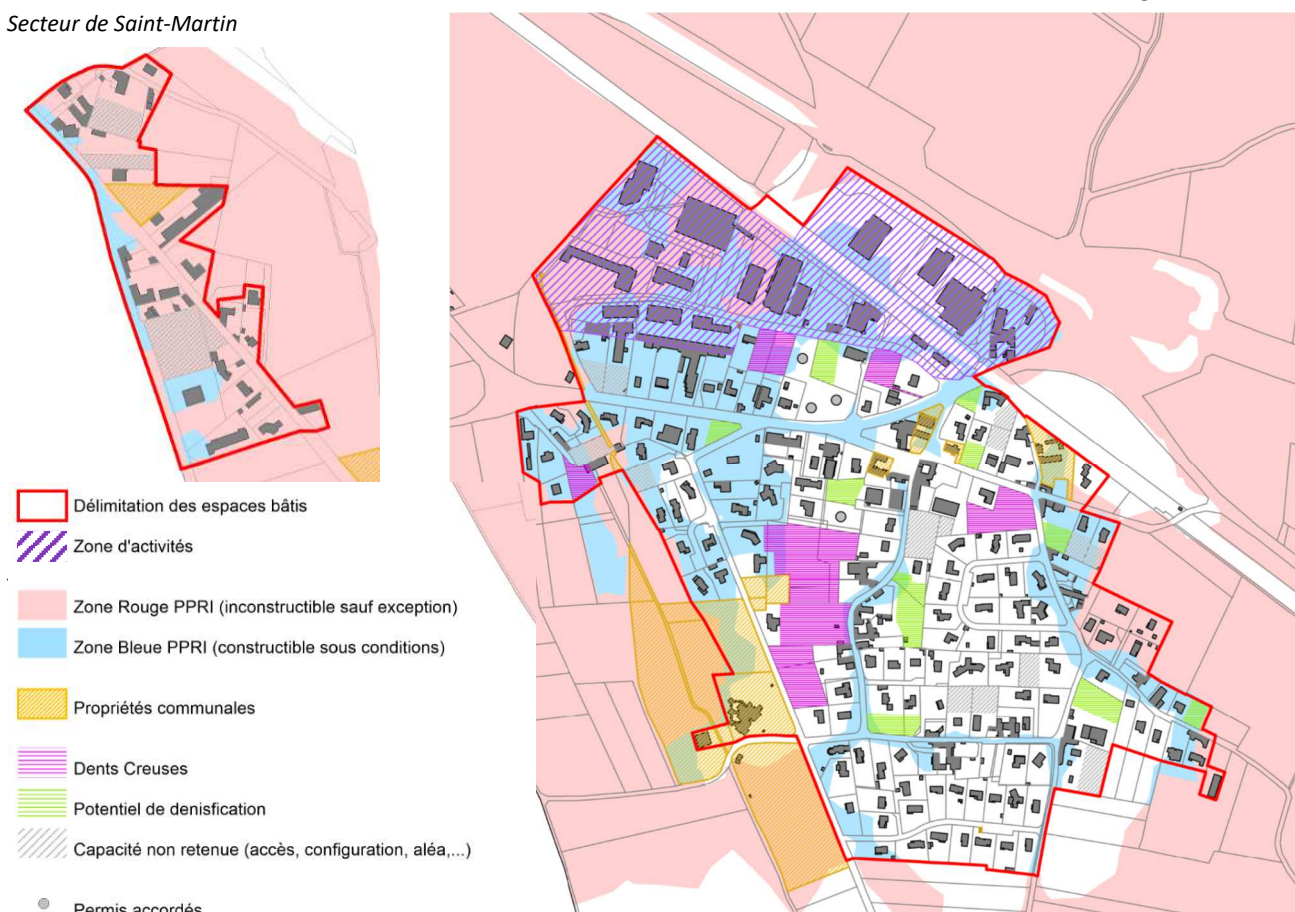 Secteur de Saint-Martin
Délimitation des espaces bâtis
Zone d'activités
Zone Rouge PPRI (inconstructible sauf exception)
Zone Bleue PPRI (constructible sous conditions)
Propriétés communales
Dents Creuses
Potentiel de denisfication
Capacité non retenue (accès, configuration, aléa,...)
Permis accordés